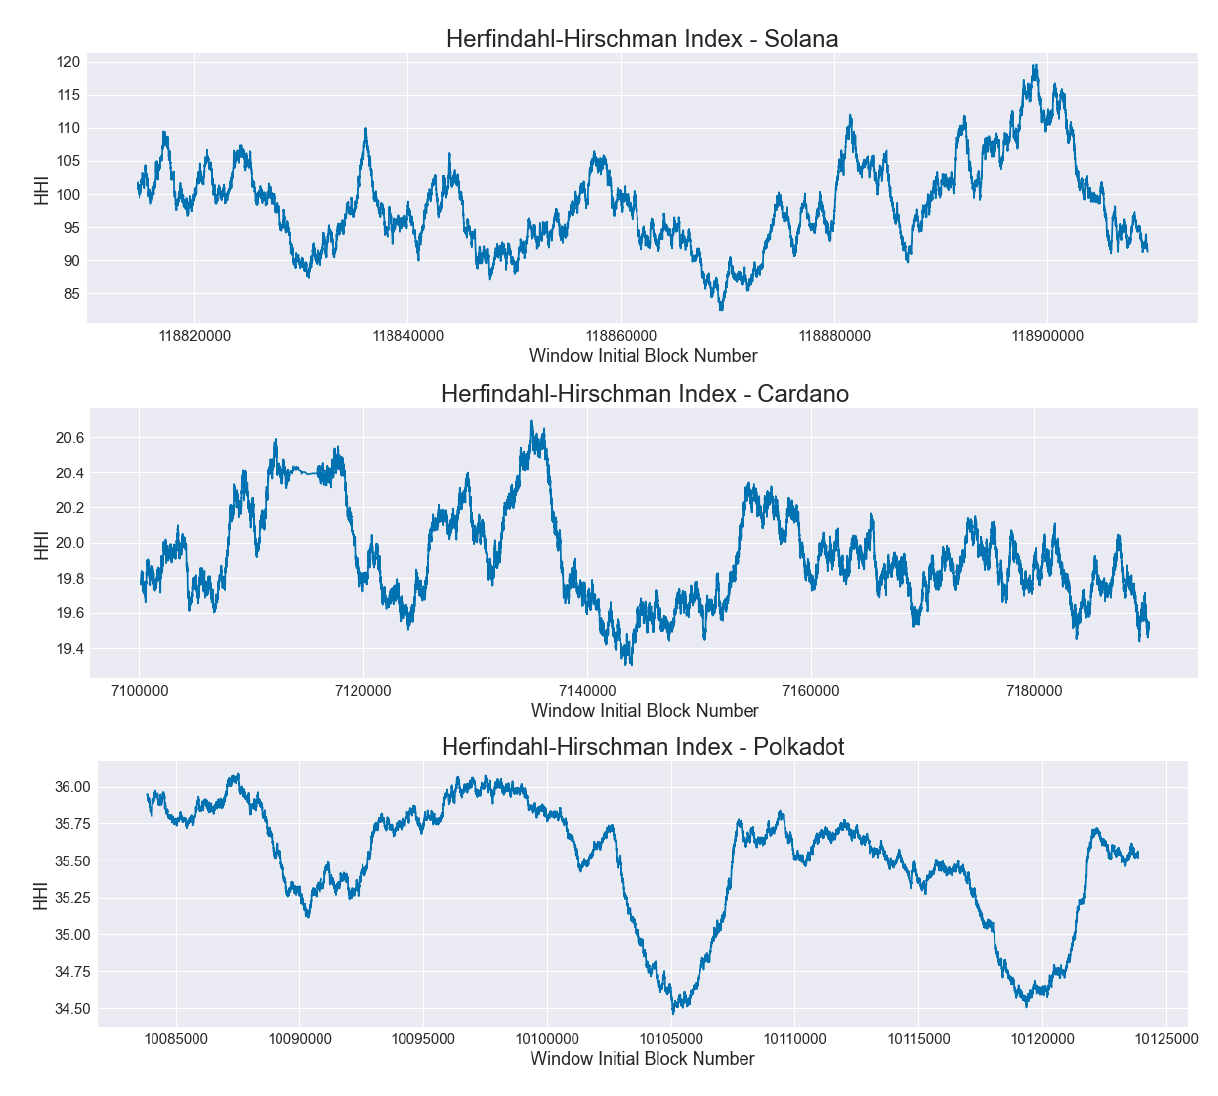 Herfindahl-Hirschman Index - Solana
120
115
110
105
100
95
90
85
HHI
118820000 118840000 118860000 118880000 118900000
Window Initial Block Number
Herfindahl-Hirschman Index - Cardano
20.6
20.4
20.2
20.0
19.8
19.6
19.4
HHI
7100000 7120000 7140000 7160000 7180000
Window Initial Block Number
Herfindahl-Hirschman Index - Polkadot
36.00
35.75
35.50
35.25
35.00
34.75
34.50
HHI
10085000 10090000 10095000 10100000 10105000 10110000 10115000 10120000 10125000
Window Initial Block Number